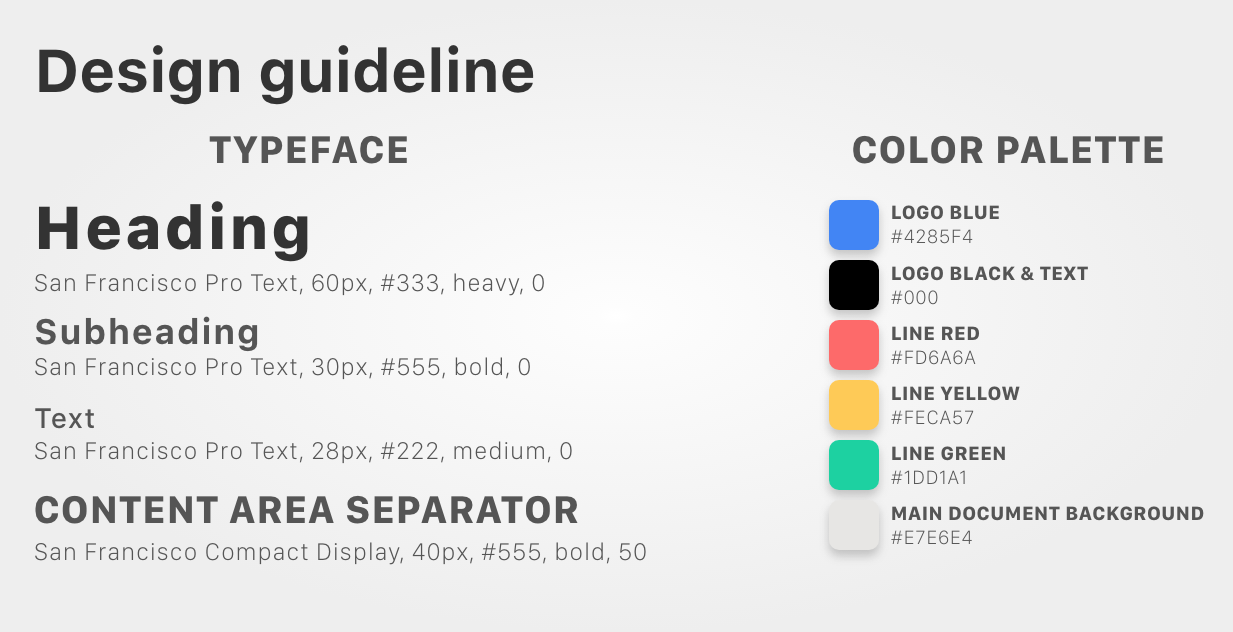 Design guideline
TYPEFACE
Heading
San Francisco Pro Text, 60px, #333, heavy, 0
Subheading
San Francisco Pro Text, 30px, #555, bold, 0
Text
San Francisco Pro Text, 28px, #222, medium, 0
CONTENT AREA SEPARATOR
San Francisco Compact Display, 40px, #555, bold, 50
COLOR PALETTE
LOGO BLUE
#4285F4
LOGO BLACK & TEXT
#000
LINE RED
#FD6A6A
LINE YELLOW
#FECA57
LINE GREEN
#1DD1A1
MAIN DOCUMENT BACKGROUND
#E7E6E4